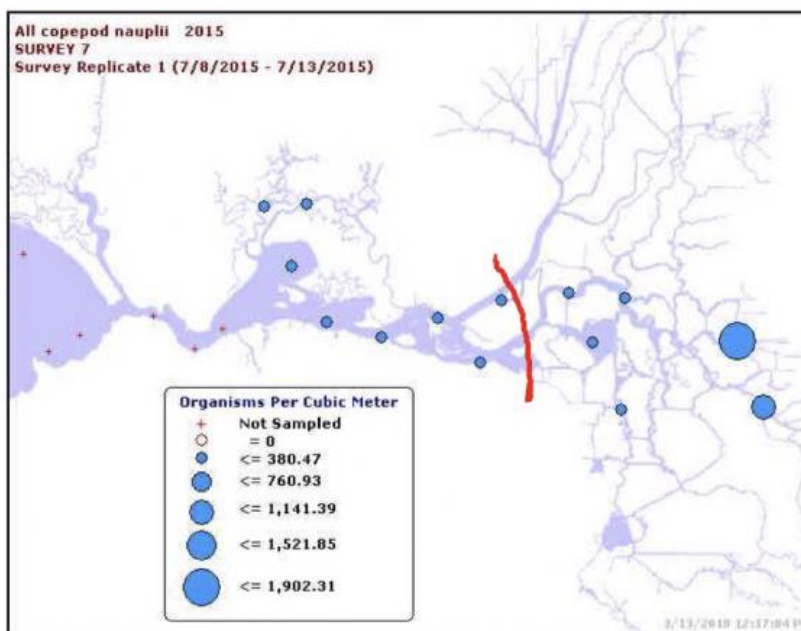 All copepod nauplii 2015
SURVEY 7
Survey Replicate 1 (7/8/2015 - 7/13/2015)
Organisms Per Cubic Meter
Not Sampled
= 0
<= 380.47
<= 760.93
<= 1,141.39
<= 1,521.85
<= 1,902.31